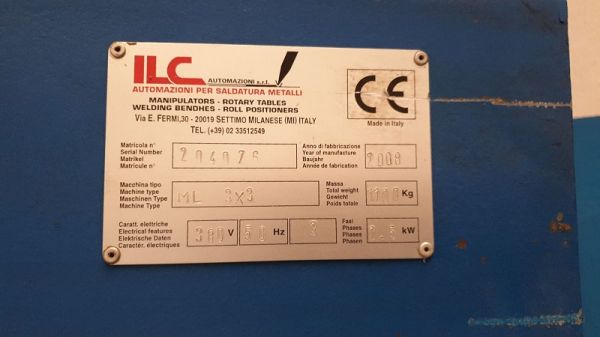 ILC AUTOMAZIONI s.r.l.
AUTOMAZIONI PER SALDATURA METALLI
MANIPULATORS - ROTARY TABLES
WELDING BENCHES - ROLL POSITIONERS
Via E. FERMI,30 - 20019 SETTIMO MILANESE (MI) ITALY
TEL. (+39) 02 33512549
CE
Made in Italy
Matricola n°
Serial Number
Matrikel
Matricule n°
204076
Anno di fabbricazione
Year of manufacture
Baujahr
Année de fabrication
2008
Macchina tipo
Machine type
Maschinen Type
Machine Type
ML 3X3
Massa
Total weight
Gewicht
Poids totale
Kg
Caratt. elettriche
Electrical features
Elektrische Daten
Caractér. électriques
380 V 50 Hz 3
Fasi
Phases
Phasen
Phases
kW